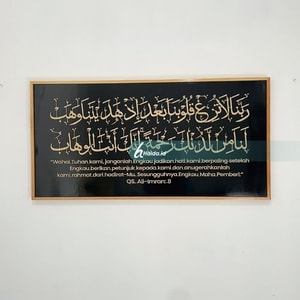 ربنا لا تزغ قلوبنا بعد إذ هديتنا وهب
لنا من لدنك رحمة إنك أنت الوهاب
Haida.id
"Wahai Tuhan kami, janganlah Engkau jadikan hati kami berpaling setelah
Engkau berikan petunjuk kepada kami dan anugerahkanlah
kami rahmat dari hadirat-Mu. Sesungguhnya Engkau Maha Pemberi."
QS. Ali-Imran: 8